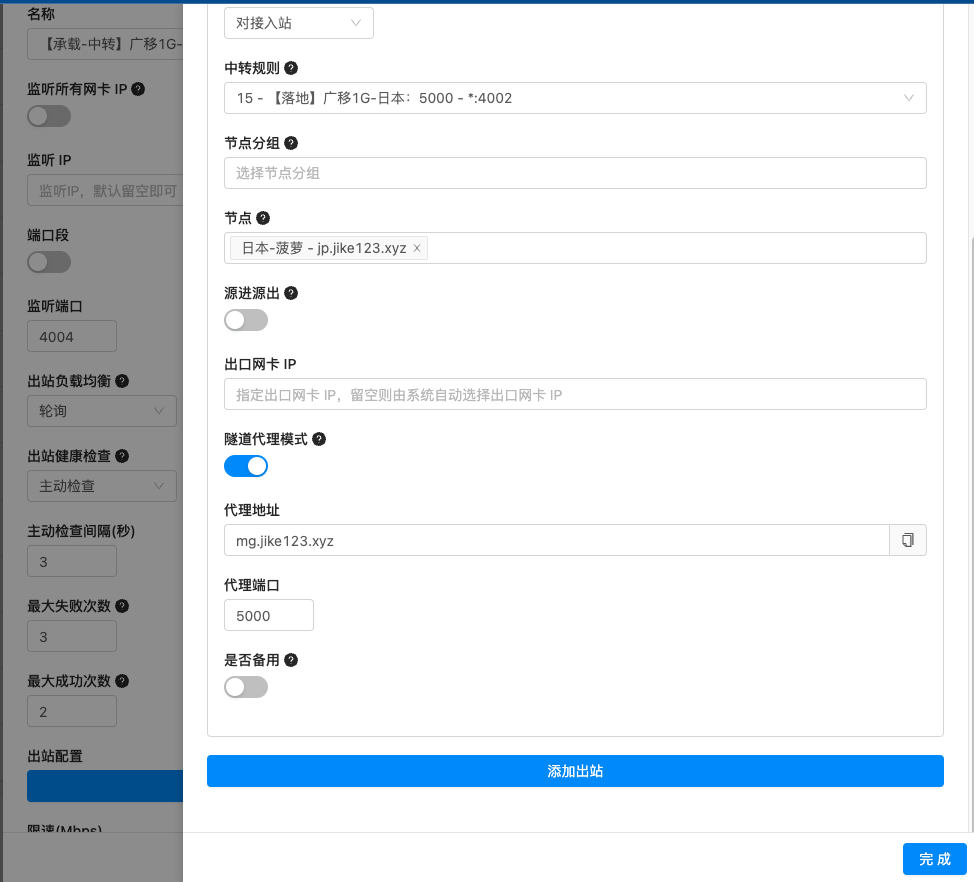 名称
【承载-中转】广移1G-
监听所有网卡 IP
监听 IP
监听IP，默认留空即可
端口段
监听端口
4004
出站负载均衡
轮询
出站健康检查
主动检查
主动检查间隔(秒)
3
最大失败次数
3
最大成功次数
2
出站配置
限速(Mbps)
对接入站
中转规则
15 - 【落地】广移1G-日本：5000 - *:4002
节点分组
选择节点分组
节点
日本-菠萝 - jp.jike123.xyz
源进源出
出口网卡 IP
指定出口网卡 IP，留空则由系统自动选择出口网卡 IP
隧道代理模式
代理地址
mg.jike123.xyz
代理端口
5000
是否备用
添加出站
完 成